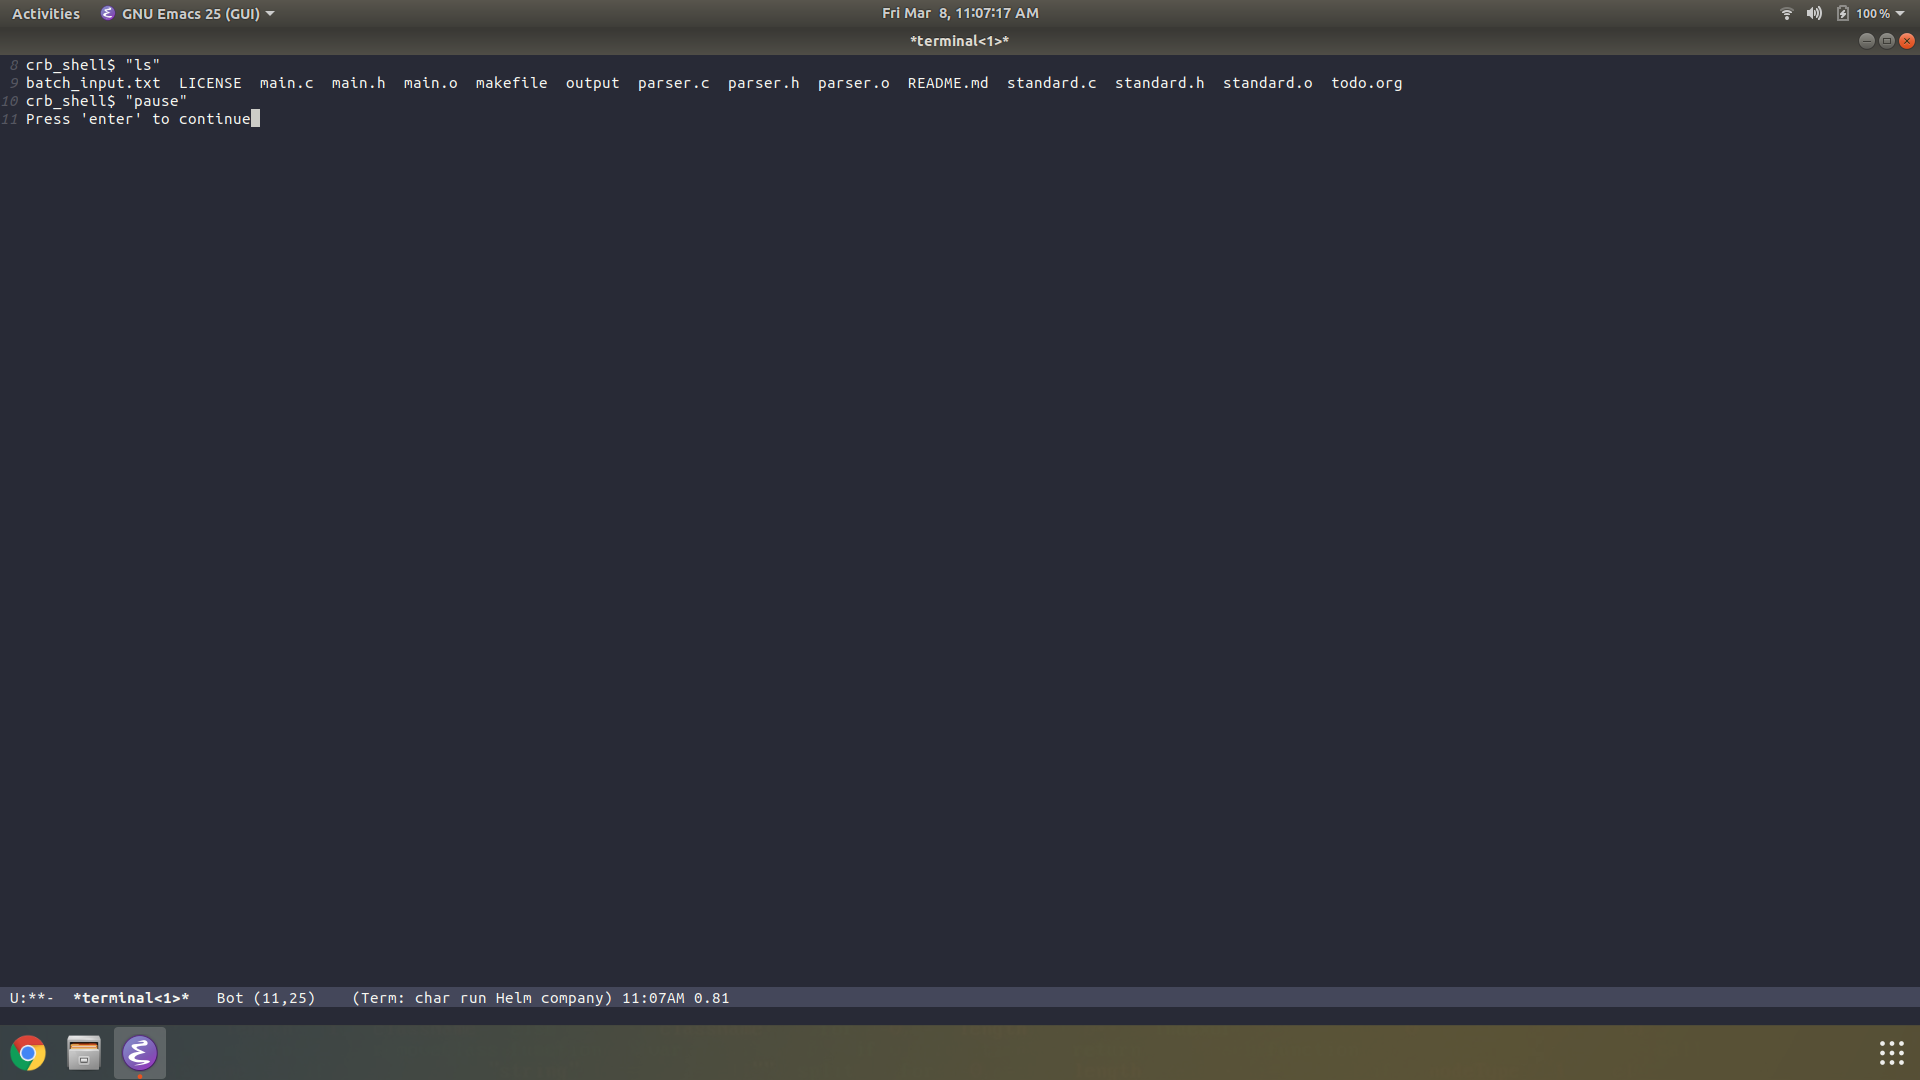 Activities GNU Emacs 25 (GUI) Fri Mar 8, 11:07:17 AM 100 %
*terminal<1>*
8 crb_shell$ "ls"
9 batch_input.txt LICENSE main.c main.h main.o makefile output parser.c parser.h parser.o README.md standard.c standard.h standard.o todo.org
10 crb_shell$ "pause"
11 Press 'enter' to continue
U:**- *terminal<1>* Bot (11,25) (Term: char run Helm company) 11:07AM 0.81